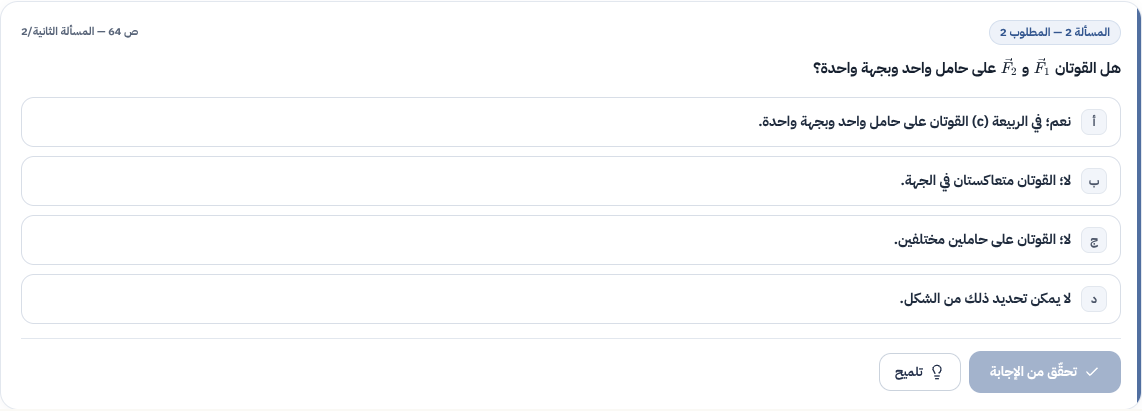 المسألة 2 — المطلوب 2
ص 64 — المسألة الثانية/2
هل القوتان F⃗₁ و F⃗₂ على حامل واحد وبجهة واحدة؟
أ نعم؛ في الربيعة (c) القوتان على حامل واحد وبجهة واحدة.
ب لا؛ القوتان متعاكستان في الجهة.
ج لا؛ القوتان على حاملين مختلفين.
د لا يمكن تحديد ذلك من الشكل.
تحقّق من الإجابة
تلميح